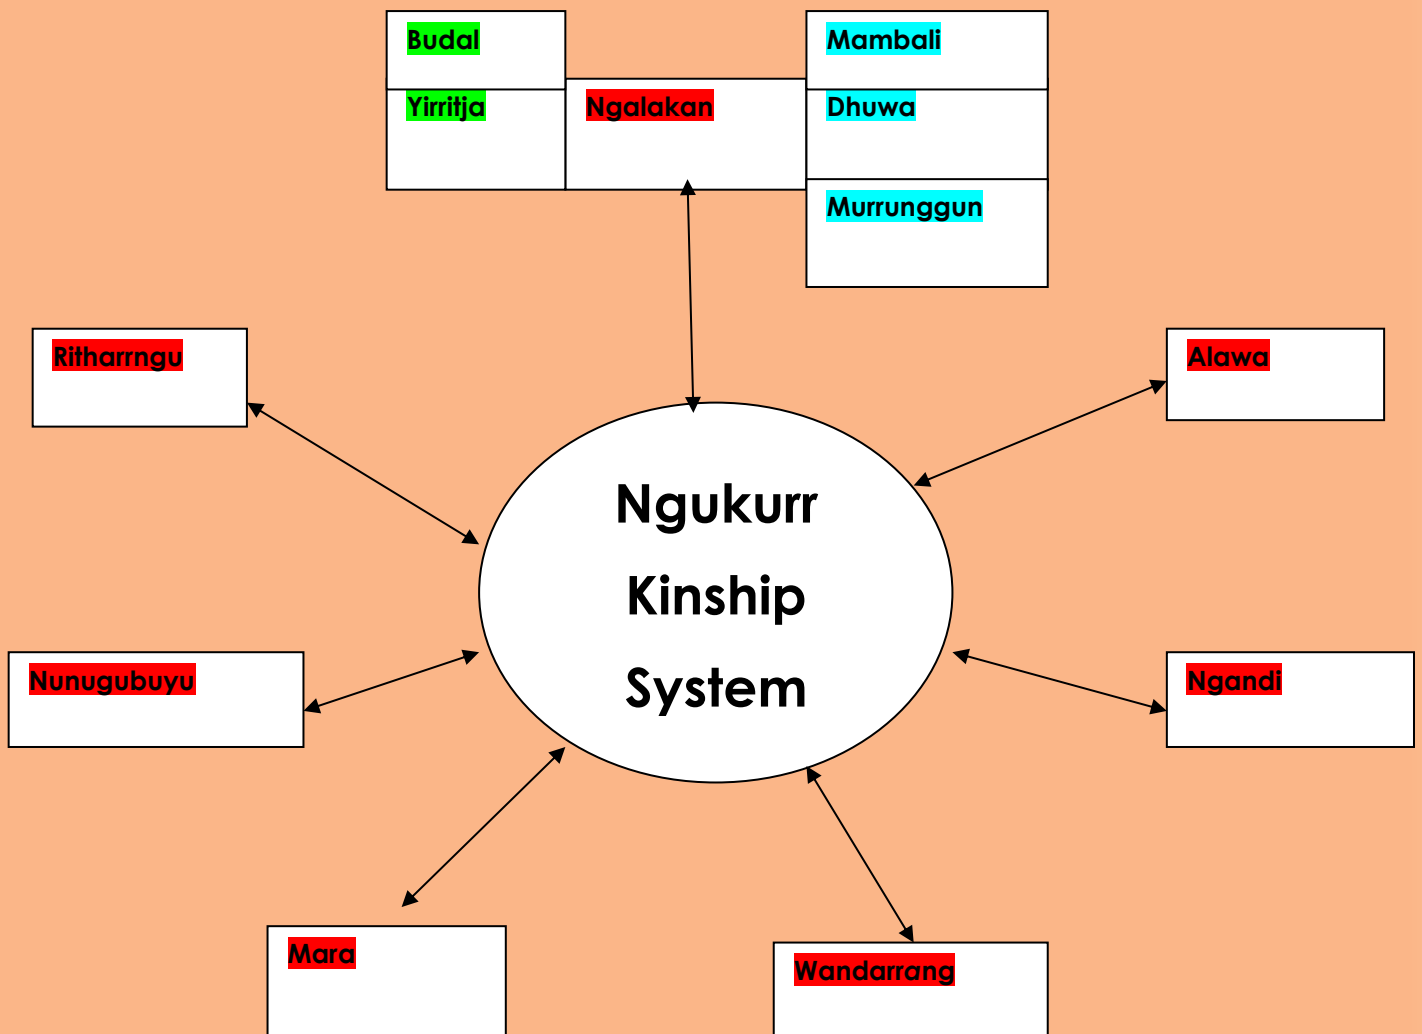 Budal
Mambali
Yirritja
Ngalakan
Dhuwa
Murrunggun
Ritharrngu
Alawa
Ngukurr
Kinship
System
Nunugubuyu
Ngandi
Mara
Wandarrang